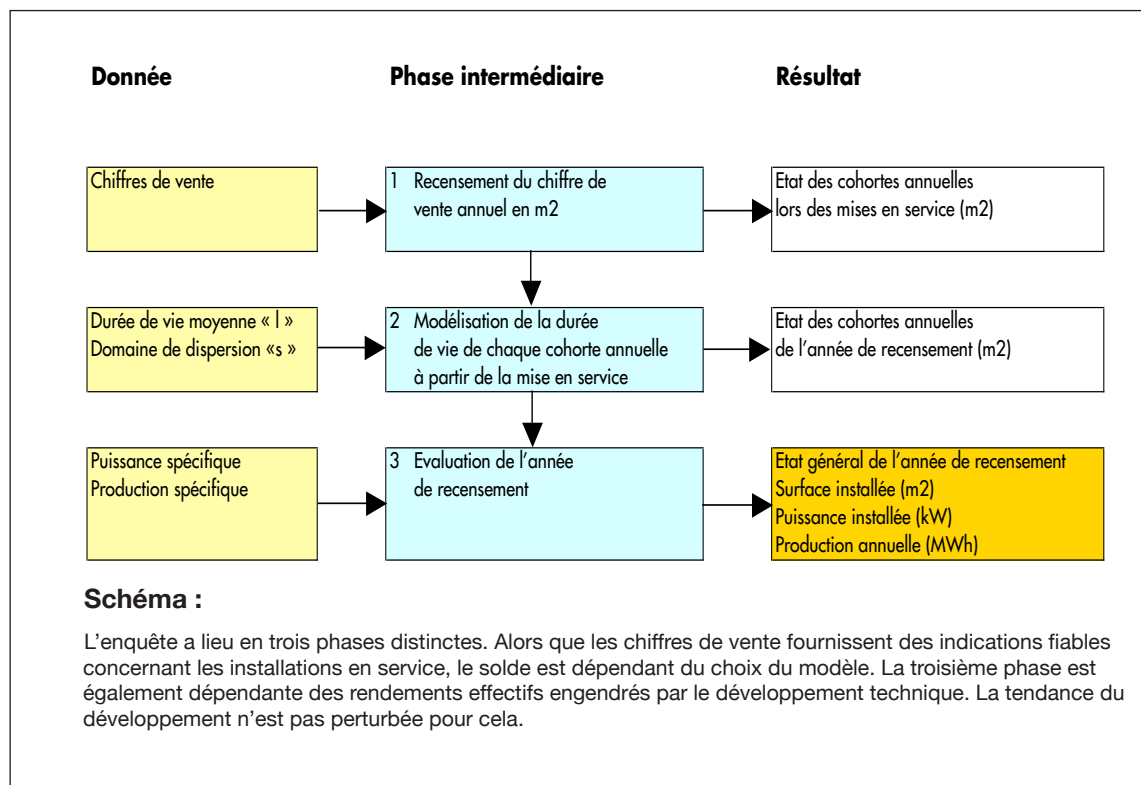 Donnée
Phase intermédiaire
Résultat
Chiffres de vente
1 Recensement du chiffre de
vente annuel en m2
Etat des cohortes annuelles
lors des mises en service (m2)
Durée de vie moyenne « l »
Domaine de dispersion «s »
2 Modélisation de la durée
de vie de chaque cohorte annuelle
à partir de la mise en service
Etat des cohortes annuelles
de l'année de recensement (m2)
Puissance spécifique
Production spécifique
3 Evaluation de l'année
de recensement
Etat général de l'année de recensement
Surface installée (m2)
Puissance installée (kW)
Production annuelle (MWh)
Schéma :
L'enquête a lieu en trois phases distinctes. Alors que les chiffres de vente fournissent des indications fiables
concernant les installations en service, le solde est dépendant du choix du modèle. La troisième phase est
également dépendante des rendements effectifs engendrés par le développement technique. La tendance du
développement n'est pas perturbée pour cela.